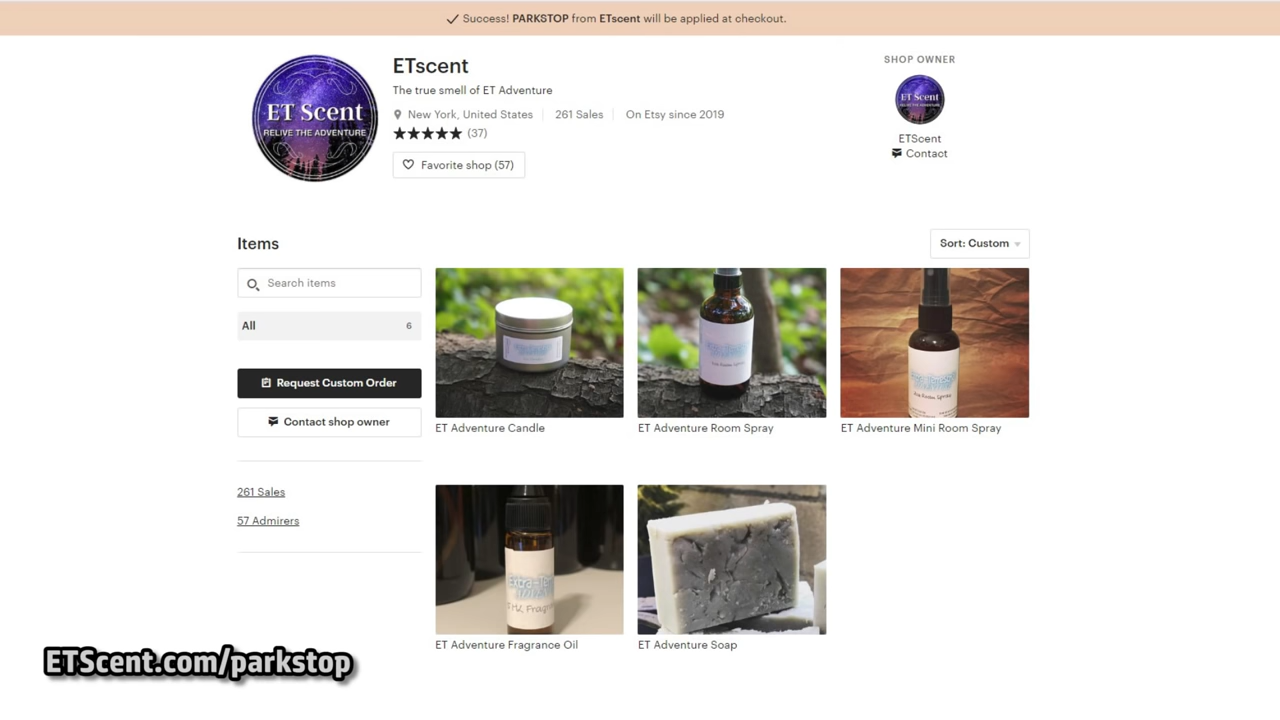 Success! PARKSTOP from ETscent will be applied at checkout.
ETscent
The true smell of ET Adventure
New York, United States
261 Sales
On Etsy since 2019
(37)
Favorite shop (57)
ET Scent
RELIVE THE ADVENTURE
SHOP OWNER
ET Scent
ETScent
Contact
Items
Sort: Custom
Search items
All
6
Request Custom Order
Contact shop owner
261 Sales
57 Admirers
ET Adventure Candle
ET Adventure Room Spray
ET Adventure Mini Room Spray
ET Adventure Fragrance Oil
ET Adventure Soap
ETScent.com/parkstop